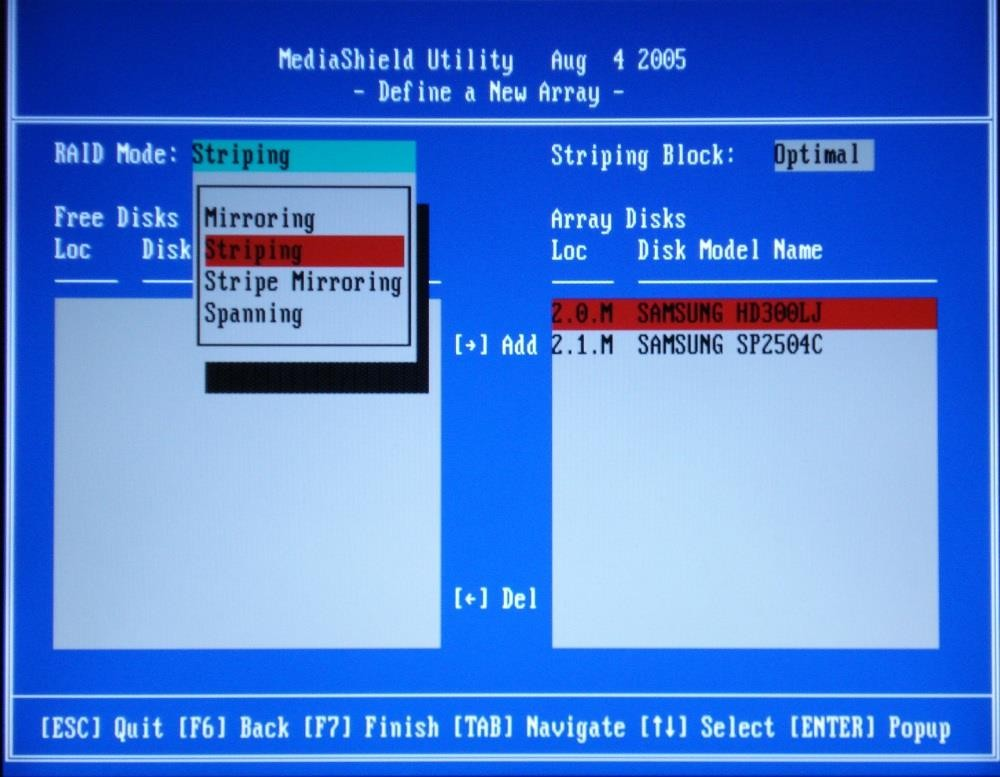 MediaShield Utility Aug 4 2005
- Define a New Array -
RAID Mode: Striping
Striping Block: Optimal
Mirroring
Striping
Stripe Mirroring
Spanning
Free Disks
Loc Disk
Array Disks
Loc Disk Model Name
2.0.M SAMSUNG HD300LJ
2.1.M SAMSUNG SP2504C
[→] Add
[←] Del
[ESC] Quit [F6] Back [F7] Finish [TAB] Navigate [↑↓] Select [ENTER] Popup